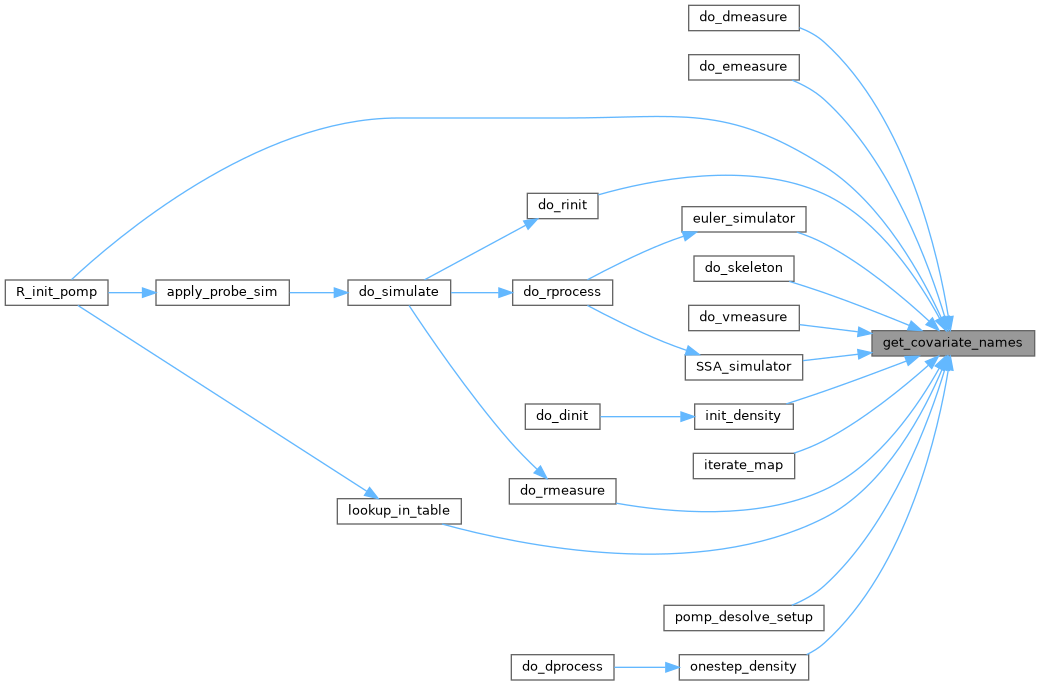 do_dmeasure
do_emeasure
do_rinit
euler_simulator
do_skeleton
R_init_pomp
apply_probe_sim
do_simulate
do_rprocess
do_vmeasure
get_covariate_names
SSA_simulator
do_dinit
init_density
iterate_map
do_rmeasure
lookup_in_table
pomp_desolve_setup
do_dprocess
onestep_density